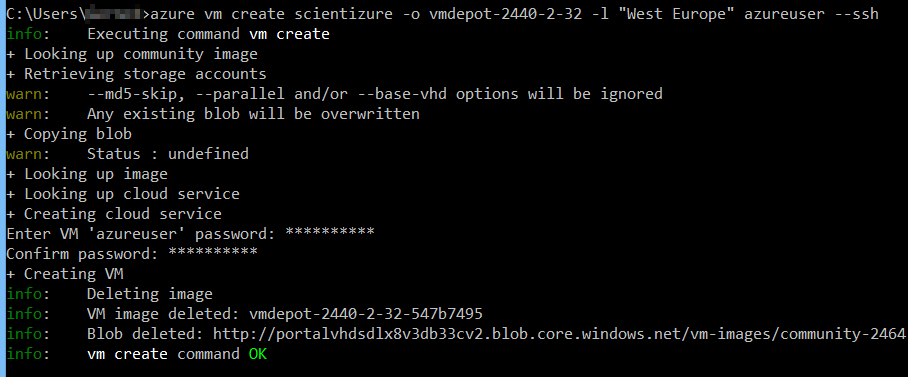 C:\Users\>azure vm create scientizure -o vmdepot-2440-2-32 -l "West Europe" azureuser --ssh
info:    Executing command vm create
+ Looking up community image
+ Retrieving storage accounts
warn:    --md5-skip, --parallel and/or --base-vhd options will be ignored
warn:    Any existing blob will be overwritten
+ Copying blob
warn:    Status : undefined
+ Looking up image
+ Looking up cloud service
+ Creating cloud service
Enter VM 'azureuser' password: **********
Confirm password: **********
+ Creating VM
info:    Deleting image
info:    VM image deleted: vmdepot-2440-2-32-547b7495
info:    Blob deleted: http://portalvhdsdlx8v3db33cv2.blob.core.windows.net/vm-images/community-2464
info:    vm create command OK